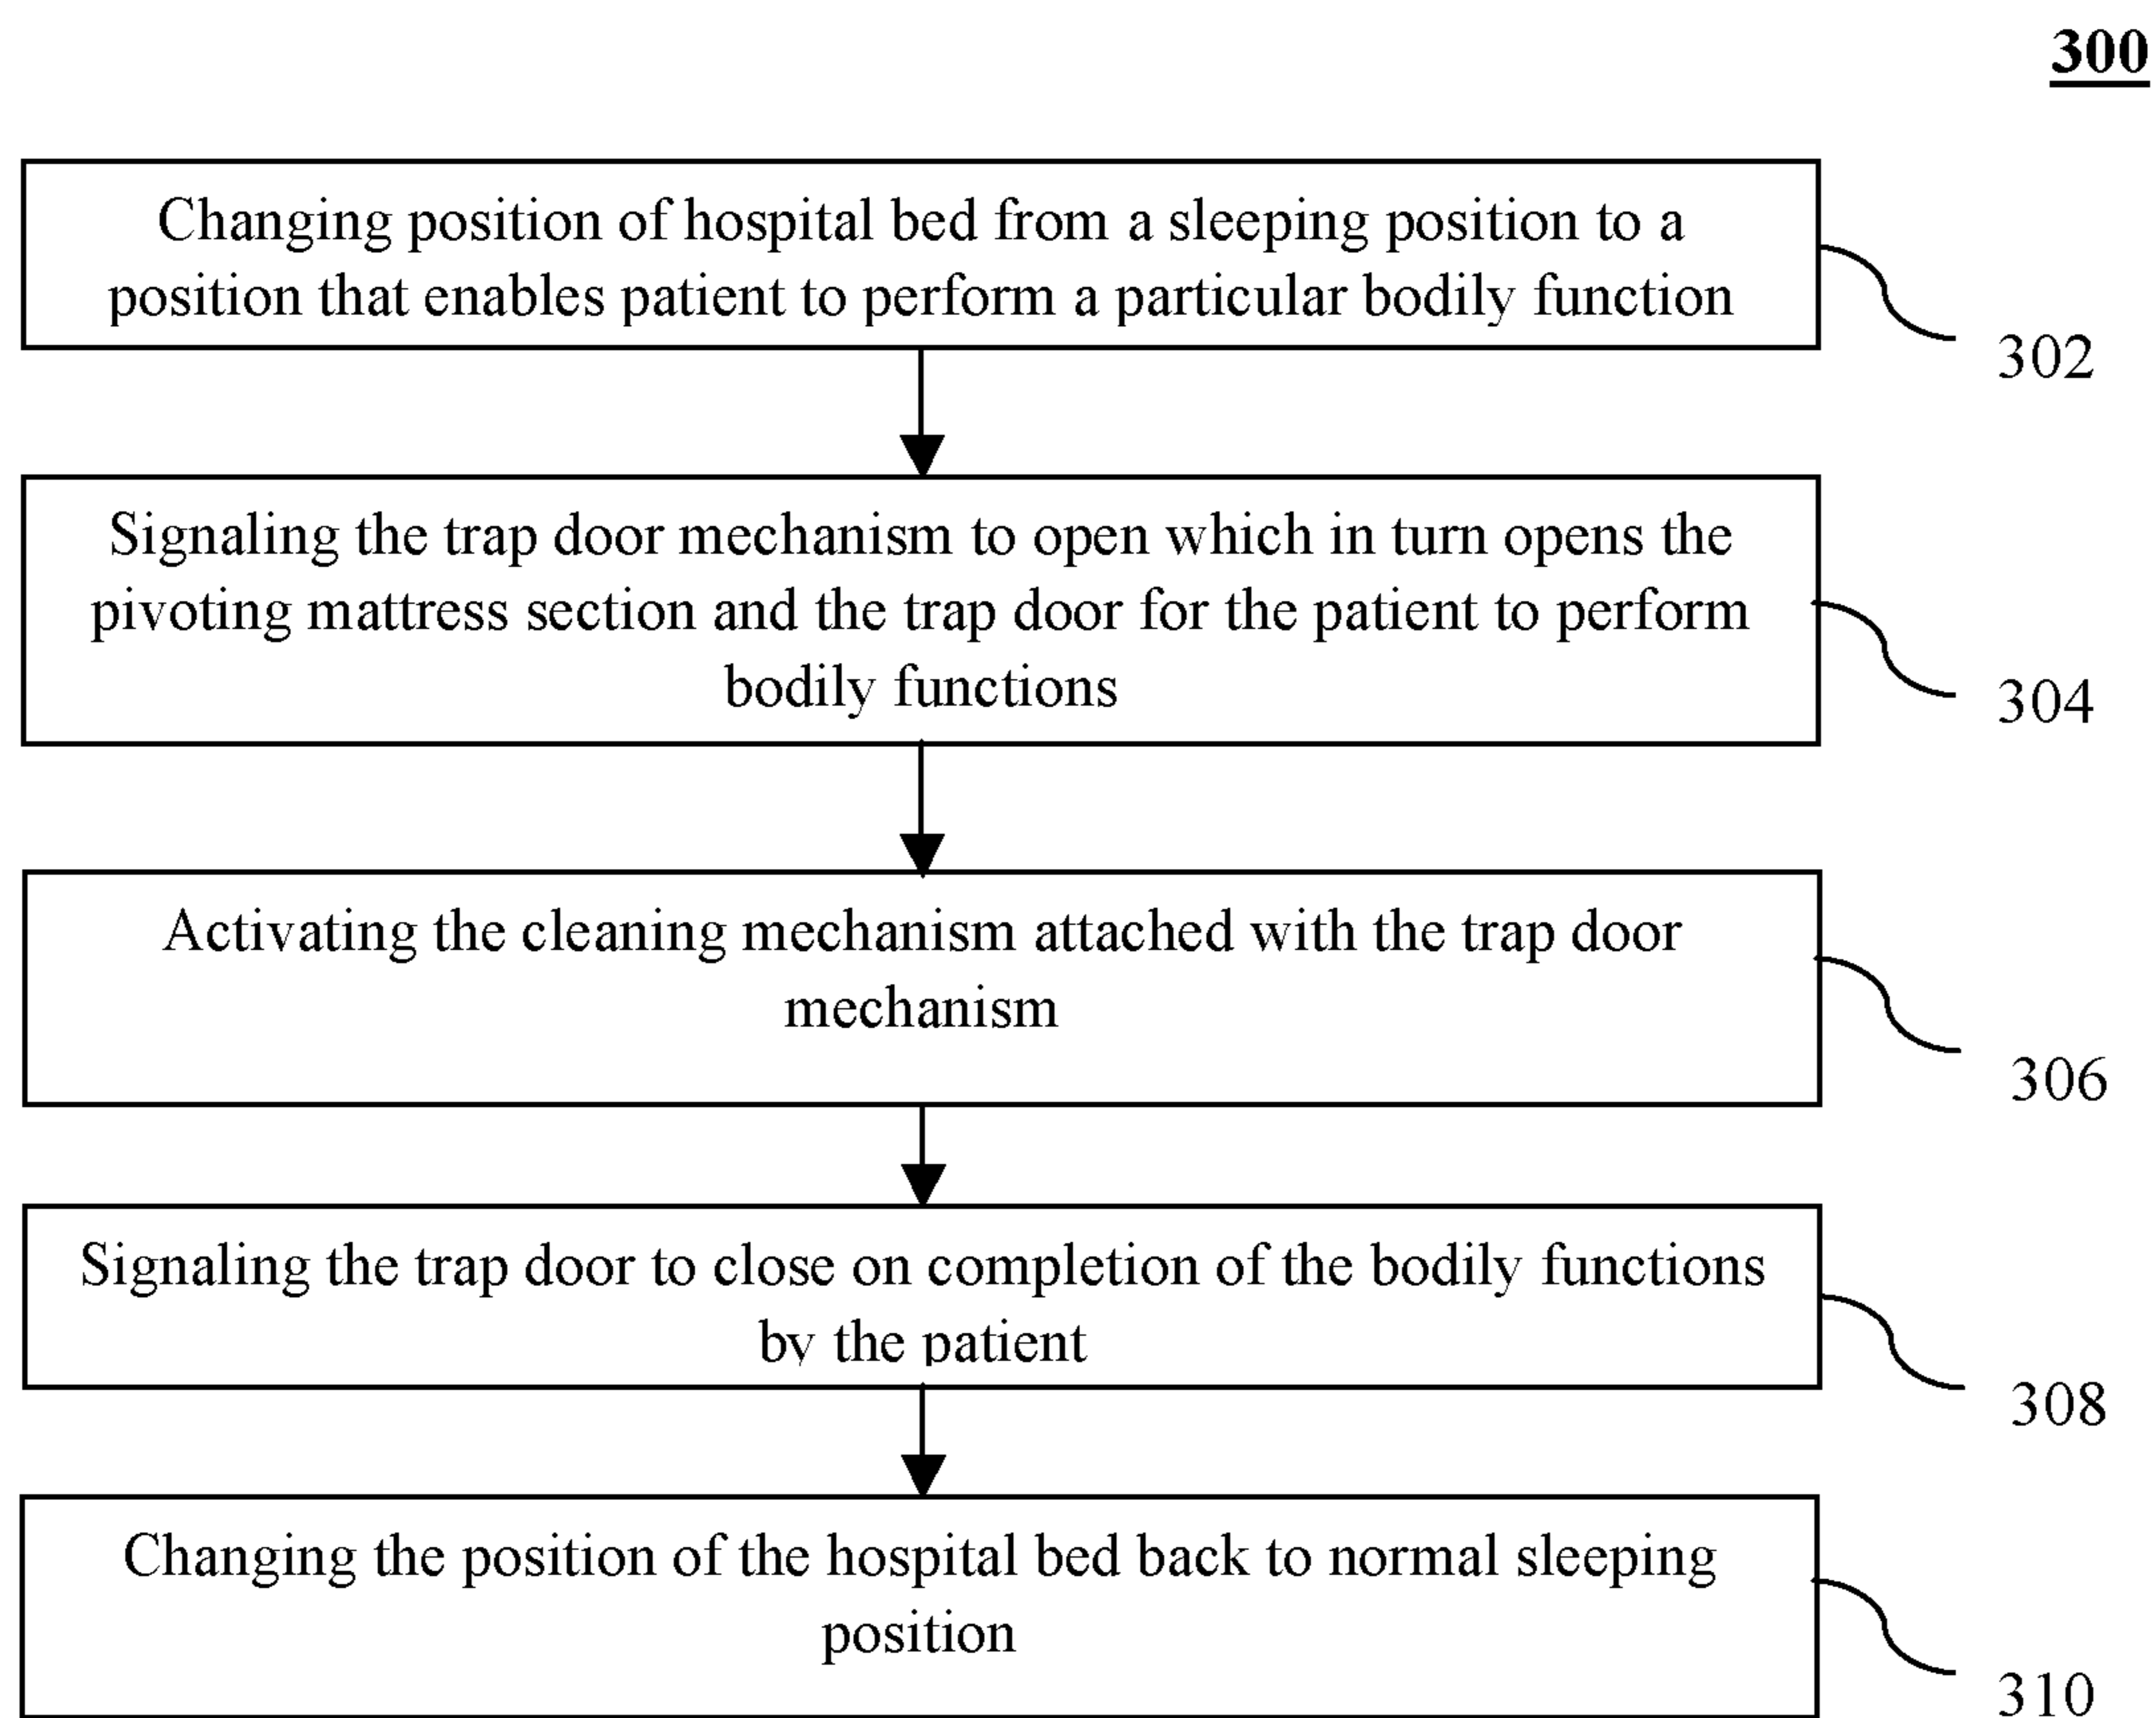 300
Changing position of hospital bed from a sleeping position to a
position that enables patient to perform a particular bodily function
302
Signaling the trap door mechanism to open which in turn opens the
pivoting mattress section and the trap door for the patient to perform
bodily functions
304
Activating the cleaning mechanism attached with the trap door
mechanism
306
Signaling the trap door to close on completion of the bodily functions
by the patient
308
Changing the position of the hospital bed back to normal sleeping
position
310